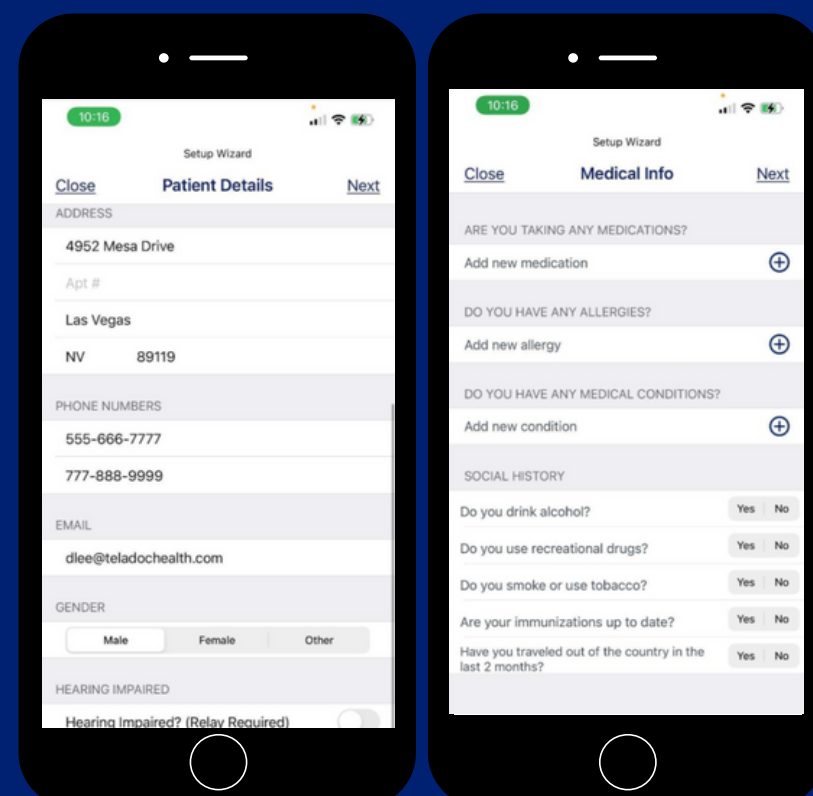 10:16
Setup Wizard
Close Patient Details Next
ADDRESS
4952 Mesa Drive
Apt #
Las Vegas
NV 89119
PHONE NUMBERS
555-666-7777
777-888-9999
EMAIL
dlee@teladochealth.com
GENDER
Male Female Other
HEARING IMPAIRED
Hearing Impaired? (Relay Required)
10:16
Setup Wizard
Close Medical Info Next
ARE YOU TAKING ANY MEDICATIONS?
Add new medication
DO YOU HAVE ANY ALLERGIES?
Add new allergy
DO YOU HAVE ANY MEDICAL CONDITIONS?
Add new condition
SOCIAL HISTORY
Do you drink alcohol? Yes No
Do you use recreational drugs? Yes No
Do you smoke or use tobacco? Yes No
Are your immunizations up to date? Yes No
Have you traveled out of the country in the Yes No
last 2 months?